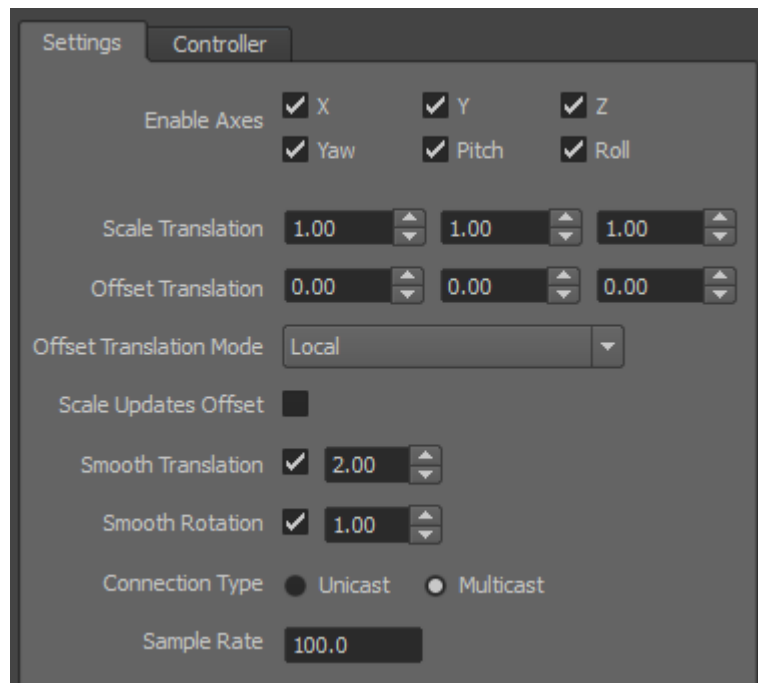 Settings Controller
Enable Axes X Y Z
Yaw Pitch Roll
Scale Translation 1.00 1.00 1.00
Offset Translation 0.00 0.00 0.00
Offset Translation Mode Local
Scale Updates Offset
Smooth Translation 2.00
Smooth Rotation 1.00
Connection Type Unicast Multicast
Sample Rate 100.0